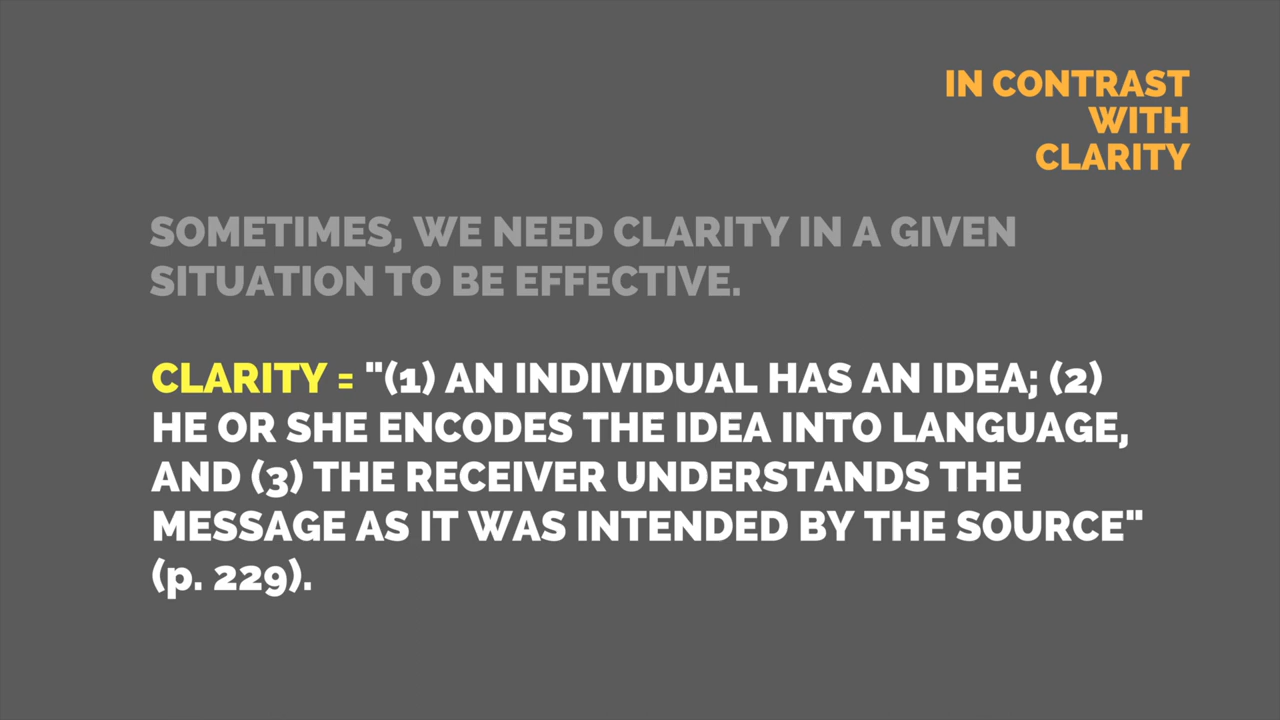 IN CONTRAST
WITH
CLARITY
SOMETIMES, WE NEED CLARITY IN A GIVEN
SITUATION TO BE EFFECTIVE.
CLARITY = "(1) AN INDIVIDUAL HAS AN IDEA; (2)
HE OR SHE ENCODES THE IDEA INTO LANGUAGE,
AND (3) THE RECEIVER UNDERSTANDS THE
MESSAGE AS IT WAS INTENDED BY THE SOURCE"
(p. 229).